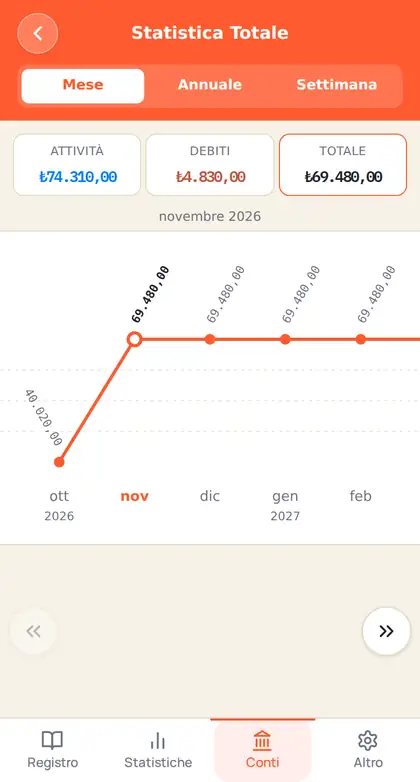 Statistica Totale
Mese Annuale Settimana
ATTIVITÀ DEBITI TOTALE
₺74.310,00 ₺4.830,00 ₺69.480,00
novembre 2026
40.020,00 69.480,00 69.480,00 69.480,00 69.480,00
ott nov dic gen feb
2026 2027
Registro Statistiche Conti Altro